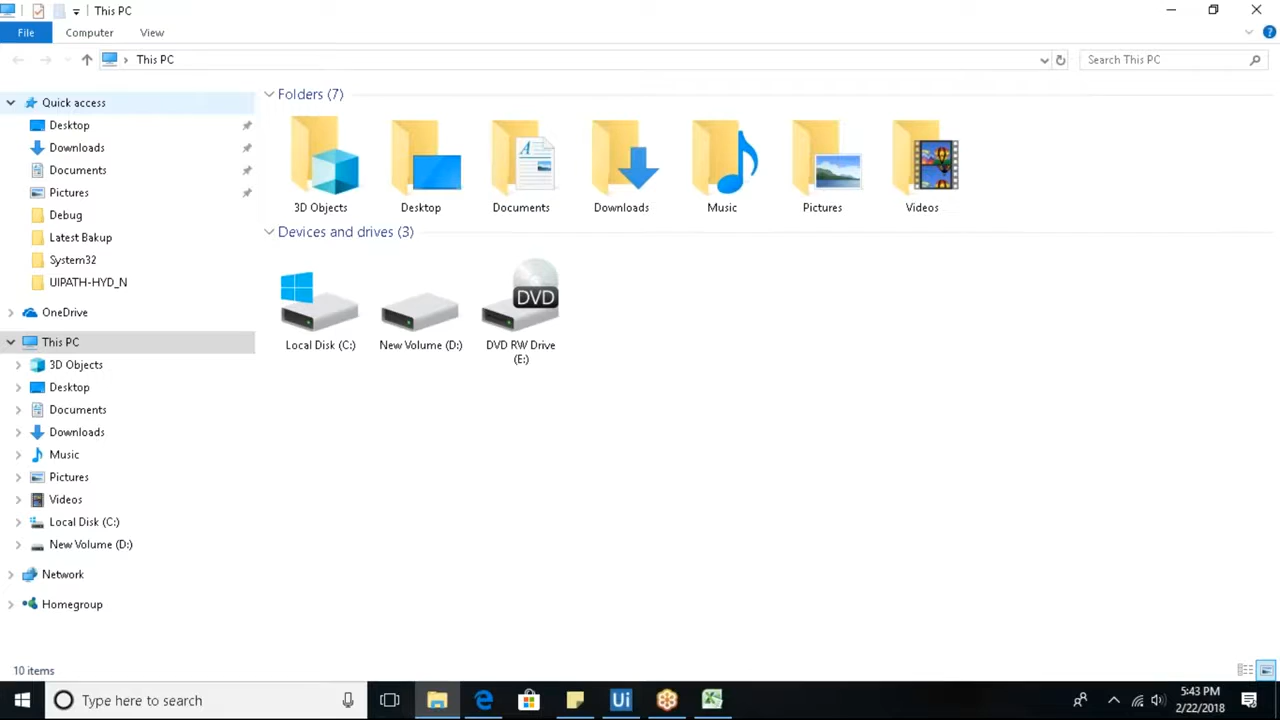 This PC
File Computer View
This PC
Search This PC
Quick access
Desktop
Downloads
Documents
Pictures
Debug
Latest Bakup
System32
UIPATH-HYD_N
OneDrive
This PC
3D Objects
Desktop
Documents
Downloads
Music
Pictures
Videos
Local Disk (C:)
New Volume (D:)
Network
Homegroup
Folders (7)
3D Objects
Desktop
Documents
Downloads
Music
Pictures
Videos
Devices and drives (3)
Local Disk (C:)
New Volume (D:)
DVD
DVD RW Drive
(E:)
10 items
Type here to search
Ui
5:43 PM
2/22/2018